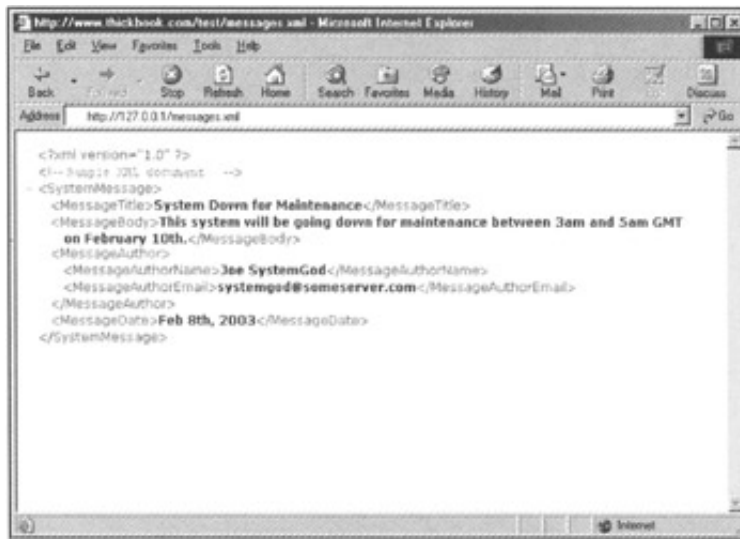 http://www.thickbook.com/test/messages.xml - Microsoft Internet Explorer
File Edit View Favorites Tools Help
Back Forward Stop Refresh Home Search Favorites Media History Mail Print Discuss
Address http://127.0.0.1/messages.xml Go
<?xml version="1.0" ?>
<!-- Sample XML document -->
- <SystemMessage>
<MessageTitle>System Down for Maintenance</MessageTitle>
<MessageBody>This system will be going down for maintenance between 3am and 5am GMT
on February 10th.</MessageBody>
<MessageAuthor>
<MessageAuthorName>Joe SystemGod</MessageAuthorName>
<MessageAuthorEmail>systemgod@someserver.com</MessageAuthorEmail>
</MessageAuthor>
<MessageDate>Feb 8th, 2003</MessageDate>
</SystemMessage>
Internet